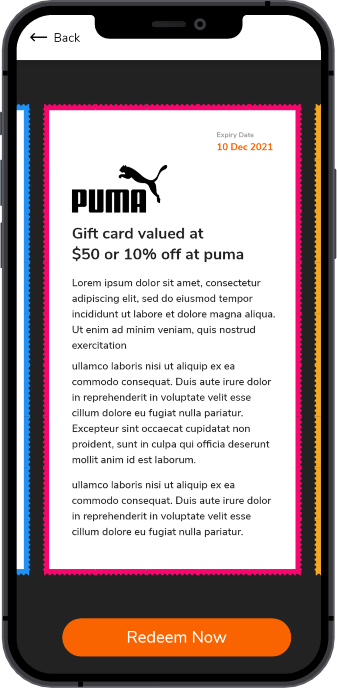 Back
Expiry Date
10 Dec 2021
PUMA
Gift card valued at
$50 or 10% off at puma
Lorem ipsum dolor sit amet, consectetur
adipiscing elit, sed do eiusmod tempor
incididunt ut labore et dolore magna aliqua.
Ut enim ad minim veniam, quis nostrud
exercitation
ullamco laboris nisi ut aliquip ex ea
commodo consequat. Duis aute irure dolor
in reprehenderit in voluptate velit esse
cillum dolore eu fugiat nulla pariatur.
Excepteur sint occaecat cupidatat non
proident, sunt in culpa qui officia deserunt
mollit anim id est laborum.
ullamco laboris nisi ut aliquip ex ea
commodo consequat. Duis aute irure dolor
in reprehenderit in voluptate velit esse
cillum dolore eu fugiat nulla pariatur.
Redeem Now